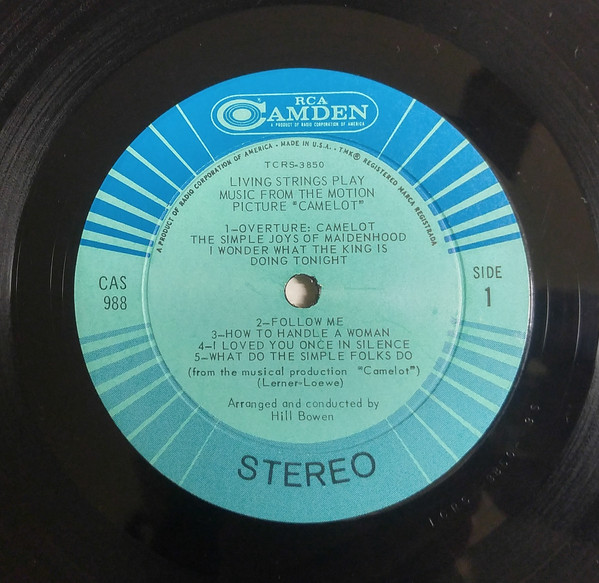 RCA
CAMDEN
A PRODUCT OF RADIO CORPORATION OF AMERICA
A PRODUCT OF RADIO CORPORATION OF AMERICA - MADE IN U.S.A. - TMK ® REGISTERED MARCA REGISTRADA
TCRS-3850
LIVING STRINGS PLAY
MUSIC FROM THE MOTION
PICTURE "CAMELOT"
1-OVERTURE: CAMELOT
THE SIMPLE JOYS OF MAIDENHOOD
I WONDER WHAT THE KING IS
DOING TONIGHT
CAS
988
SIDE
1
2-FOLLOW ME
3-HOW TO HANDLE A WOMAN
4-I LOVED YOU ONCE IN SILENCE
5-WHAT DO THE SIMPLE FOLKS DO
(from the musical production "Camelot")
(Lerner-Loewe)
Arranged and conducted by
Hill Bowen
STEREO